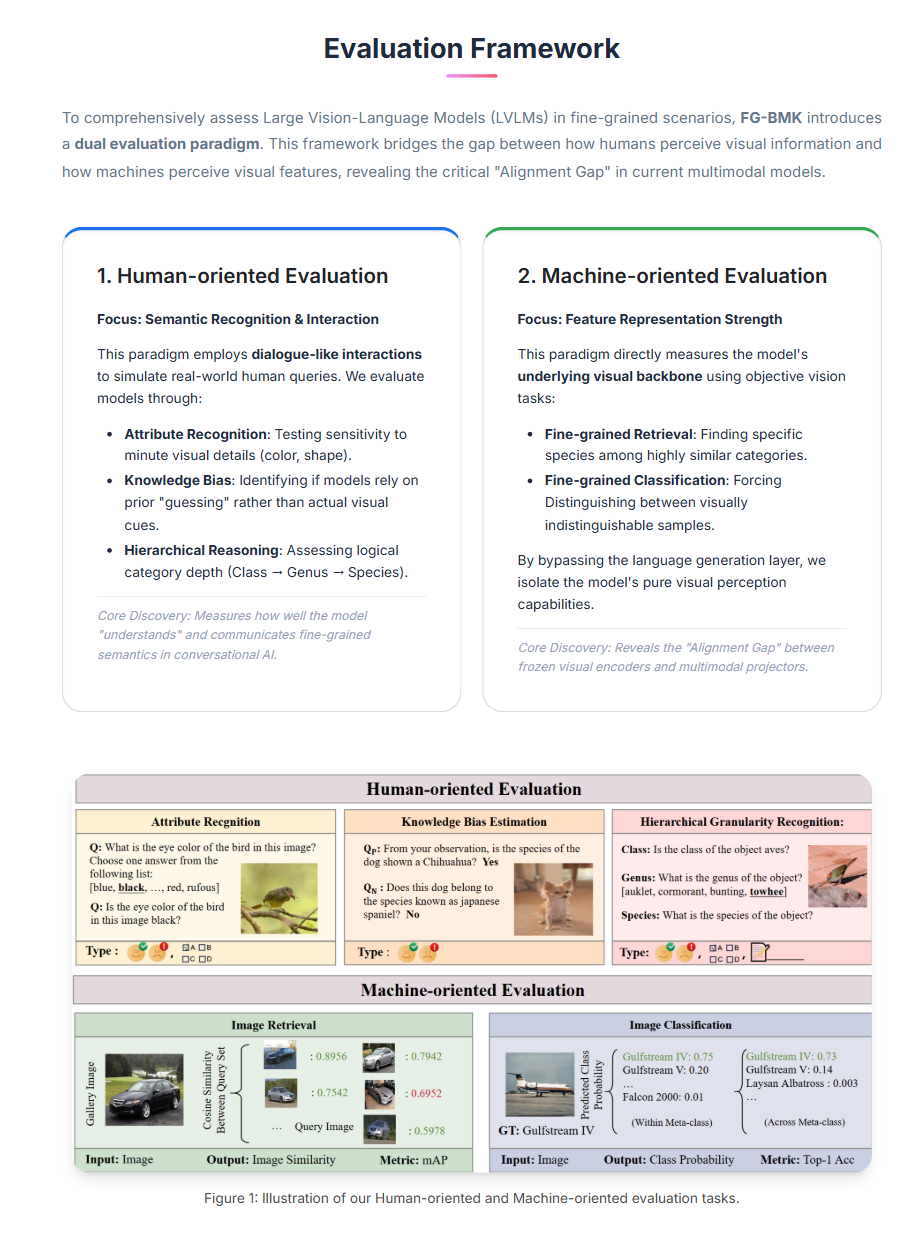 Evaluation Framework
To comprehensively assess Large Vision-Language Models (LVLMs) in fine-grained scenarios, FG-BMK introduces
a dual evaluation paradigm. This framework bridges the gap between how humans perceive visual information and
how machines perceive visual features, revealing the critical "Alignment Gap" in current multimodal models.
1. Human-oriented Evaluation
Focus: Semantic Recognition & Interaction
This paradigm employs dialogue-like interactions
to simulate real-world human queries. We evaluate
models through:
• Attribute Recognition: Testing sensitivity to
minute visual details (color, shape).
• Knowledge Bias: Identifying if models rely on
prior "guessing" rather than actual visual
cues.
• Hierarchical Reasoning: Assessing logical
category depth (Class → Genus → Species).
Core Discovery: Measures how well the model
"understands" and communicates fine-grained
semantics in conversational AI.
2. Machine-oriented Evaluation
Focus: Feature Representation Strength
This paradigm directly measures the model's
underlying visual backbone using objective vision
tasks:
• Fine-grained Retrieval: Finding specific
species among highly similar categories.
• Fine-grained Classification: Forcing
Distinguishing between visually
indistinguishable samples.
By bypassing the language generation layer, we
isolate the model's pure visual perception
capabilities.
Core Discovery: Reveals the "Alignment Gap" between
frozen visual encoders and multimodal projectors.
Human-oriented Evaluation
Attribute Recgnition
Q: What is the eye color of the bird in this image?
Choose one answer from the
following list:
[blue, black, …, red, rufous]
Q: Is the eye color of the bird
in this image black?
Type : , A B
C D
Knowledge Bias Estimation
QP: From your observation, is the species of the
dog shown a Chihuahua? Yes
QN : Does this dog belong to
the species known as japanese
spaniel? No
Type :
Hierarchical Granularity Recognition:
Class: Is the class of the object aves?
Genus: What is the genus of the object?
[auklet, cormorant, bunting, towhee]
Species: What is the species of the object?
Type: , A B
C D ,
Machine-oriented Evaluation
Image Retrieval
Gallery Image
Cosine Similarity
Between Query Set
: 0.8956
: 0.7942
: 0.7542
: 0.6952
… Query Image
: 0.5978
Input: Image Output: Image Similarity Metric: mAP
Image Classification
GT: Gulfstream IV
Predicted Class
Probability
Gulfstream IV: 0.75
Gulfstream V: 0.20
…
Falcon 2000: 0.01
(Within Meta-class)
Gulfstream IV: 0.73
Gulfstream V: 0.14
Laysan Albatross : 0.003
…
(Across Meta-class)
Input: Image Output: Class Probability Metric: Top-1 Acc
Figure 1: Illustration of our Human-oriented and Machine-oriented evaluation tasks.